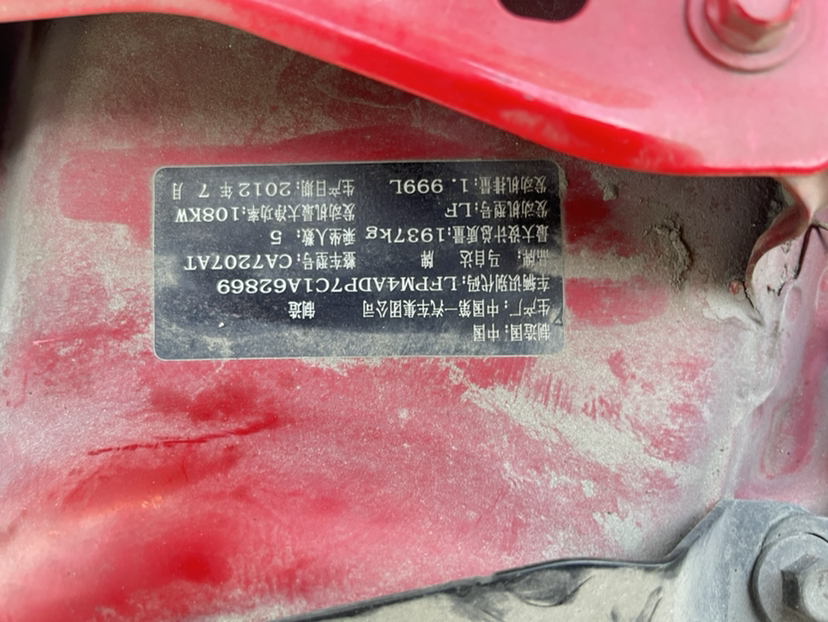 制造国:中国
生产厂:中国第一汽车集团公司 制造
车辆识别代码:LFPM4ADP7C1A62869
品牌: 马自达 牌 整车型号:CA7207AT
最大设计总质量:1937kg 乘坐人数: 5
发动机型号:LF 发动机最大净功率:108KW
发动机排量:1.999L 生产日期:2012年 7 月